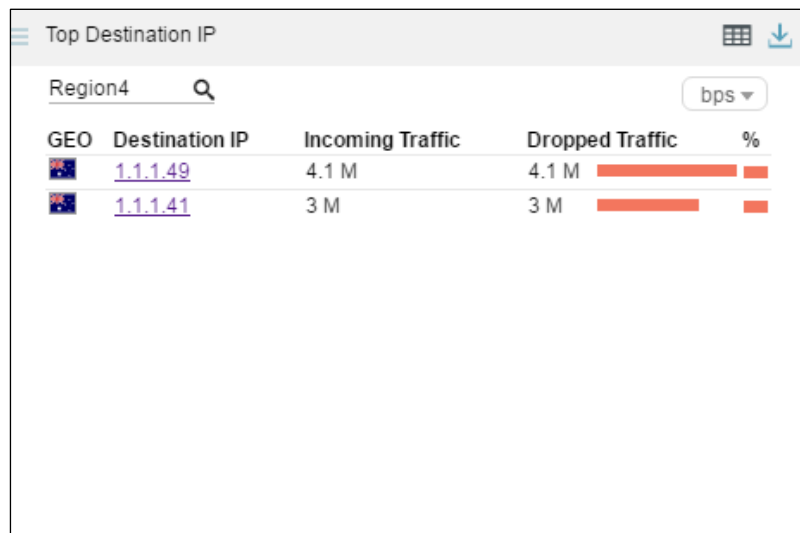 Top Destination IP
Region4
bps
GEO Destination IP Incoming Traffic Dropped Traffic %
1.1.1.49 4.1 M 4.1 M
1.1.1.41 3 M 3 M